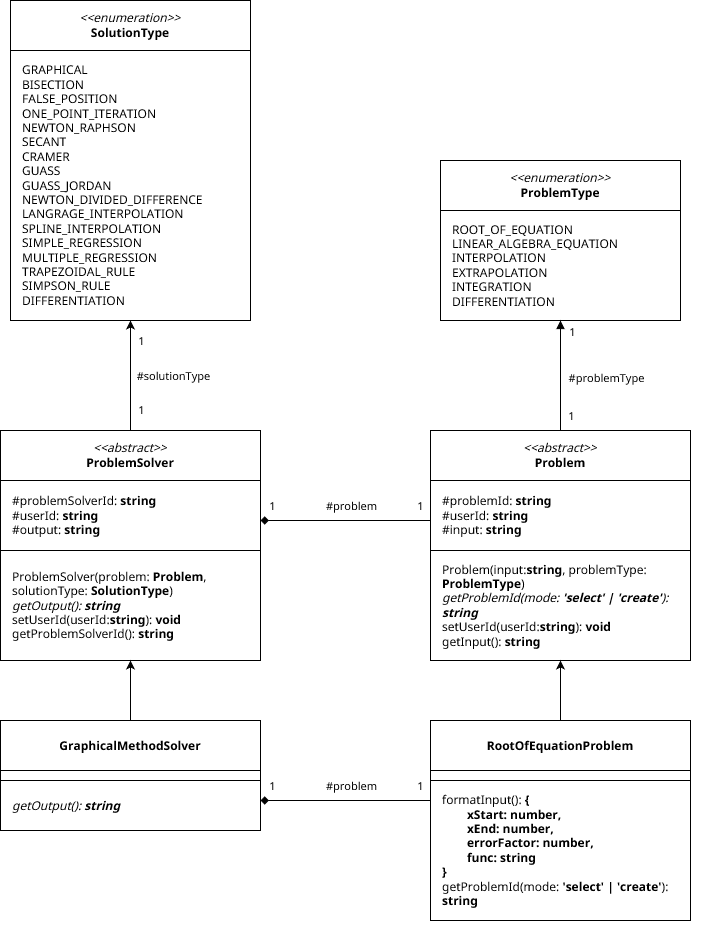 <<enumeration>>
SolutionType
GRAPHICAL
BISECTION
FALSE_POSITION
ONE_POINT_ITERATION
NEWTON_RAPHSON
SECANT
CRAMER
GUASS
GUASS_JORDAN
NEWTON_DIVIDED_DIFFERENCE
LANGRAGE_INTERPOLATION
SPLINE_INTERPOLATION
SIMPLE_REGRESSION
MULTIPLE_REGRESSION
TRAPEZOIDAL_RULE
SIMPSON_RULE
DIFFERENTIATION
<<enumeration>>
ProblemType
ROOT_OF_EQUATION
LINEAR_ALGEBRA_EQUATION
INTERPOLATION
EXTRAPOLATION
INTEGRATION
DIFFERENTIATION
1
#solutionType
1
1
#problemType
1
<<abstract>>
ProblemSolver
#problemSolverId: string
#userId: string
#output: string
ProblemSolver(problem: Problem,
solutionType: SolutionType)
getOutput(): string
setUserId(userId:string): void
getProblemSolverId(): string
1
#problem
1
<<abstract>>
Problem
#problemId: string
#userId: string
#input: string
Problem(input:string, problemType:
ProblemType)
getProblemId(mode: 'select' | 'create'):
string
setUserId(userId:string): void
getInput(): string
GraphicalMethodSolver
getOutput(): string
1
#problem
1
RootOfEquationProblem
formatInput(): {
xStart: number,
xEnd: number,
errorFactor: number,
func: string
}
getProblemId(mode: 'select' | 'create'):
string